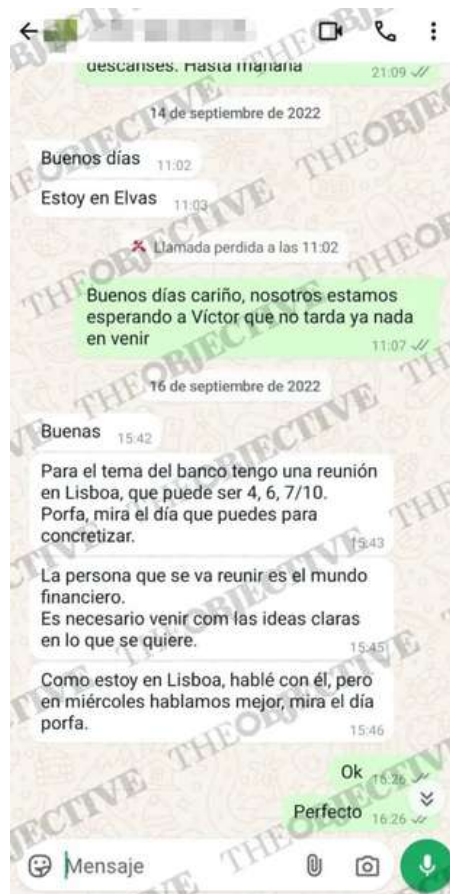 descanses. Hasta mañana
21:09
14 de septiembre de 2022
Buenos días 11:02
Estoy en Elvas 11:03
Llamada perdida a las 11:02
Buenos días cariño, nosotros estamos
esperando a Víctor que no tarda ya nada
en venir
11:07
16 de septiembre de 2022
Buenas 15:42
Para el tema del banco tengo una reunión
en Lisboa, que puede ser 4, 6, 7/10.
Porfa, mira el día que puedes para
concretizar.
15:43
La persona que se va reunir es el mundo
financiero.
Es necesario venir com las ideas claras
en lo que se quiere.
15:45
Como estoy en Lisboa, hablé con él, pero
en miércoles hablamos mejor, mira el día
porfa.
15:46
Ok 16:26
Perfecto 16:26
Mensaje
THEOBJECTIVE